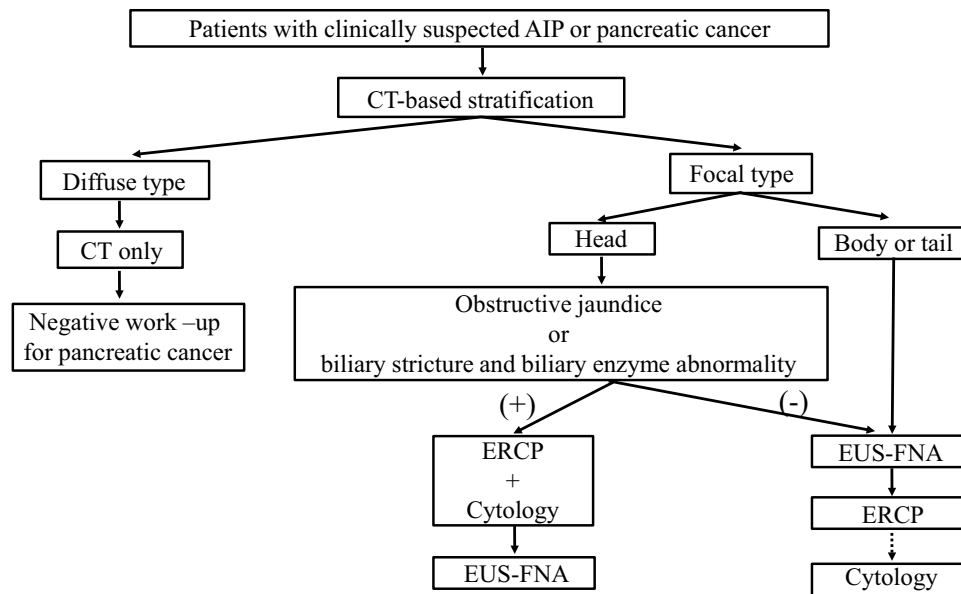 Patients with clinically suspected AIP or pancreatic cancer
CT-based stratification
Diffuse type
Focal type
CT only
Head
Body or tail
Negative work –up
for pancreatic cancer
Obstructive jaundice
or
biliary stricture and biliary enzyme abnormality
(+)
(-)
ERCP
+
Cytology
EUS-FNA
EUS-FNA
ERCP
Cytology